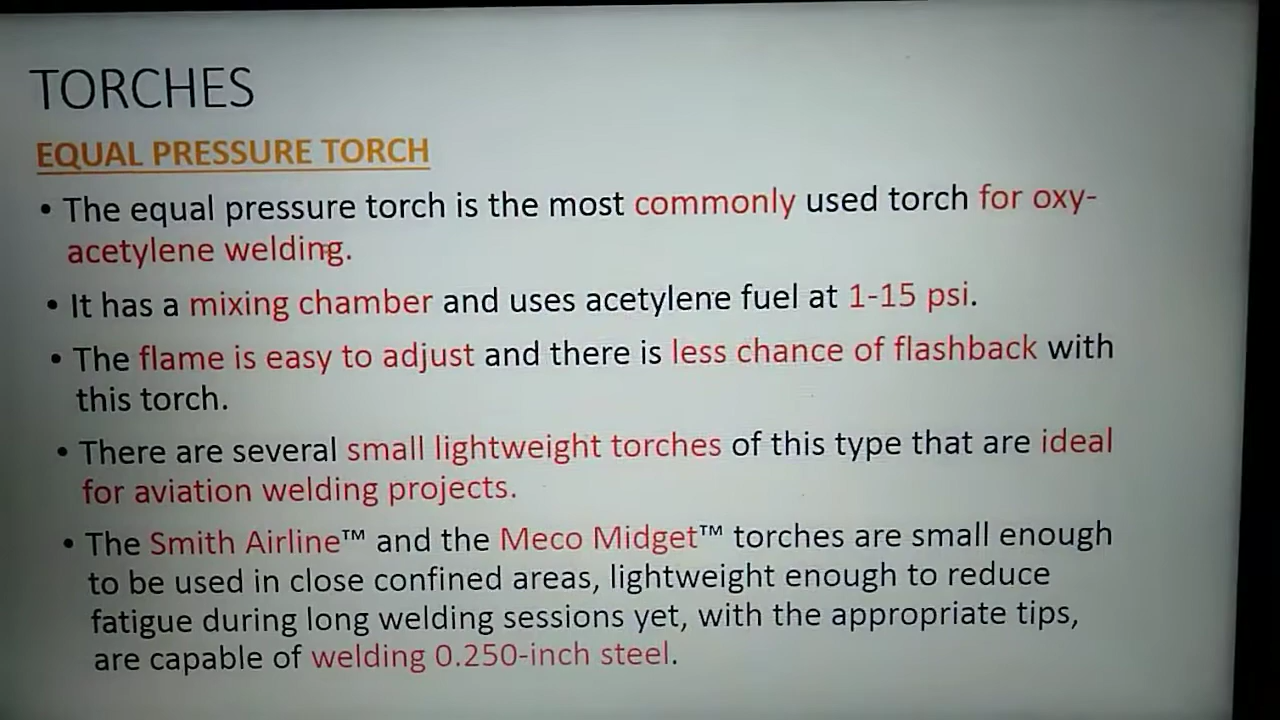 TORCHES
EQUAL PRESSURE TORCH
• The equal pressure torch is the most commonly used torch for oxy-
acetylene welding.
• It has a mixing chamber and uses acetylene fuel at 1-15 psi.
• The flame is easy to adjust and there is less chance of flashback with
this torch.
• There are several small lightweight torches of this type that are ideal
for aviation welding projects.
• The Smith Airline™ and the Meco Midget™ torches are small enough
to be used in close confined areas, lightweight enough to reduce
fatigue during long welding sessions yet, with the appropriate tips,
are capable of welding 0.250-inch steel.